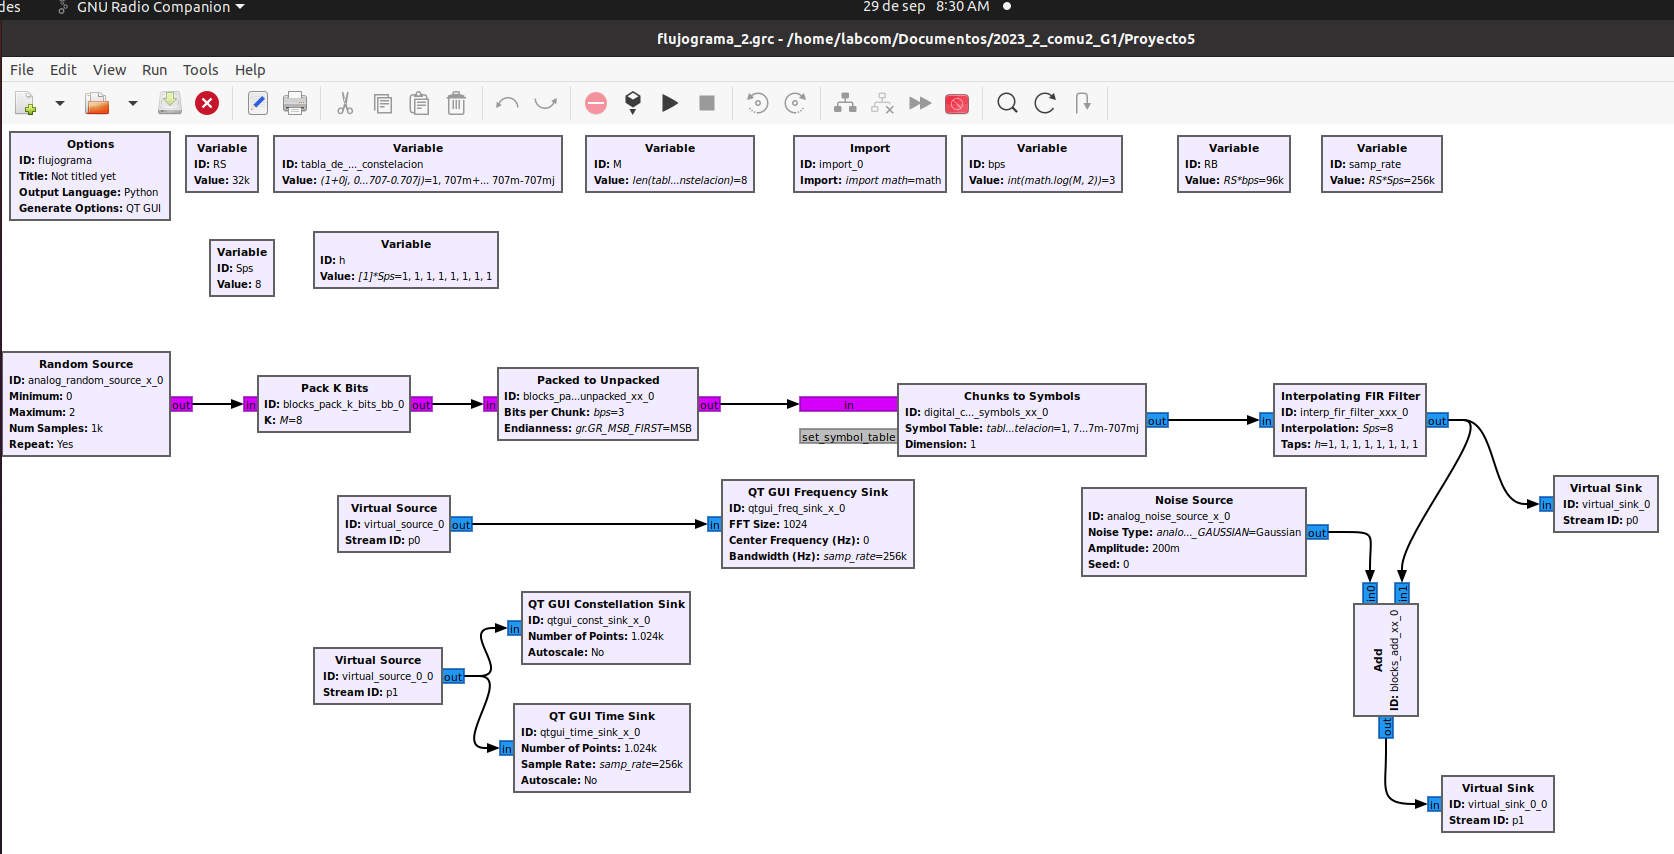 des
GNU Radio Companion
29 de sep 8:30 AM
flujograma_2.grc - /home/labcom/Documentos/2023_2_comu2_G1/Proyecto5
File Edit View Run Tools Help
Options
ID: flujograma
Title: Not titled yet
Output Language: Python
Generate Options: QT GUI
Variable
ID: RS
Value: 32k
Variable
ID: tabla_de_... _constelacion
Value: (1+0j, 0...707-0.707j)=1, 707m+... 707m-707mj
Variable
ID: M
Value: len(tabl...nstelacion)=8
Import
ID: import_0
Import: import math=math
Variable
ID: bps
Value: int(math.log(M, 2))=3
Variable
ID: RB
Value: RS*bps=96k
Variable
ID: samp_rate
Value: RS*Sps=256k
Variable
ID: Sps
Value: 8
Variable
ID: h
Value: [1]*Sps=1, 1, 1, 1, 1, 1, 1, 1
Random Source
ID: analog_random_source_x_0
Minimum: 0
Maximum: 2
Num Samples: 1k
Repeat: Yes
out
in
Pack K Bits
ID: blocks_pack_k_bits_bb_0
K: M=8
out
in
Packed to Unpacked
ID: blocks_pa...unpacked_xx_0
Bits per Chunk: bps=3
Endianness: gr.GR_MSB_FIRST=MSB
out
in
set_symbol_table
Chunks to Symbols
ID: digital_c..._symbols_xx_0
Symbol Table: tabl...telacion=1, 7...7m-707mj
Dimension: 1
out
in
Interpolating FIR Filter
ID: interp_fir_filter_xxx_0
Interpolation: Sps=8
Taps: h=1, 1, 1, 1, 1, 1, 1, 1
out
in
Virtual Sink
ID: virtual_sink_0
Stream ID: p0
Virtual Source
ID: virtual_source_0
Stream ID: p0
out
in
QT GUI Frequency Sink
ID: qtgui_freq_sink_x_0
FFT Size: 1024
Center Frequency (Hz): 0
Bandwidth (Hz): samp_rate=256k
Noise Source
ID: analog_noise_source_x_0
Noise Type: analo..._GAUSSIAN=Gaussian
Amplitude: 200m
Seed: 0
out
in0
in1
Add
ID: blocks_add_xx_0
out
Virtual Source
ID: virtual_source_0_0
Stream ID: p1
out
in
QT GUI Constellation Sink
ID: qtgui_const_sink_x_0
Number of Points: 1.024k
Autoscale: No
in
QT GUI Time Sink
ID: qtgui_time_sink_x_0
Number of Points: 1.024k
Sample Rate: samp_rate=256k
Autoscale: No
in
Virtual Sink
ID: virtual_sink_0_0
Stream ID: p1